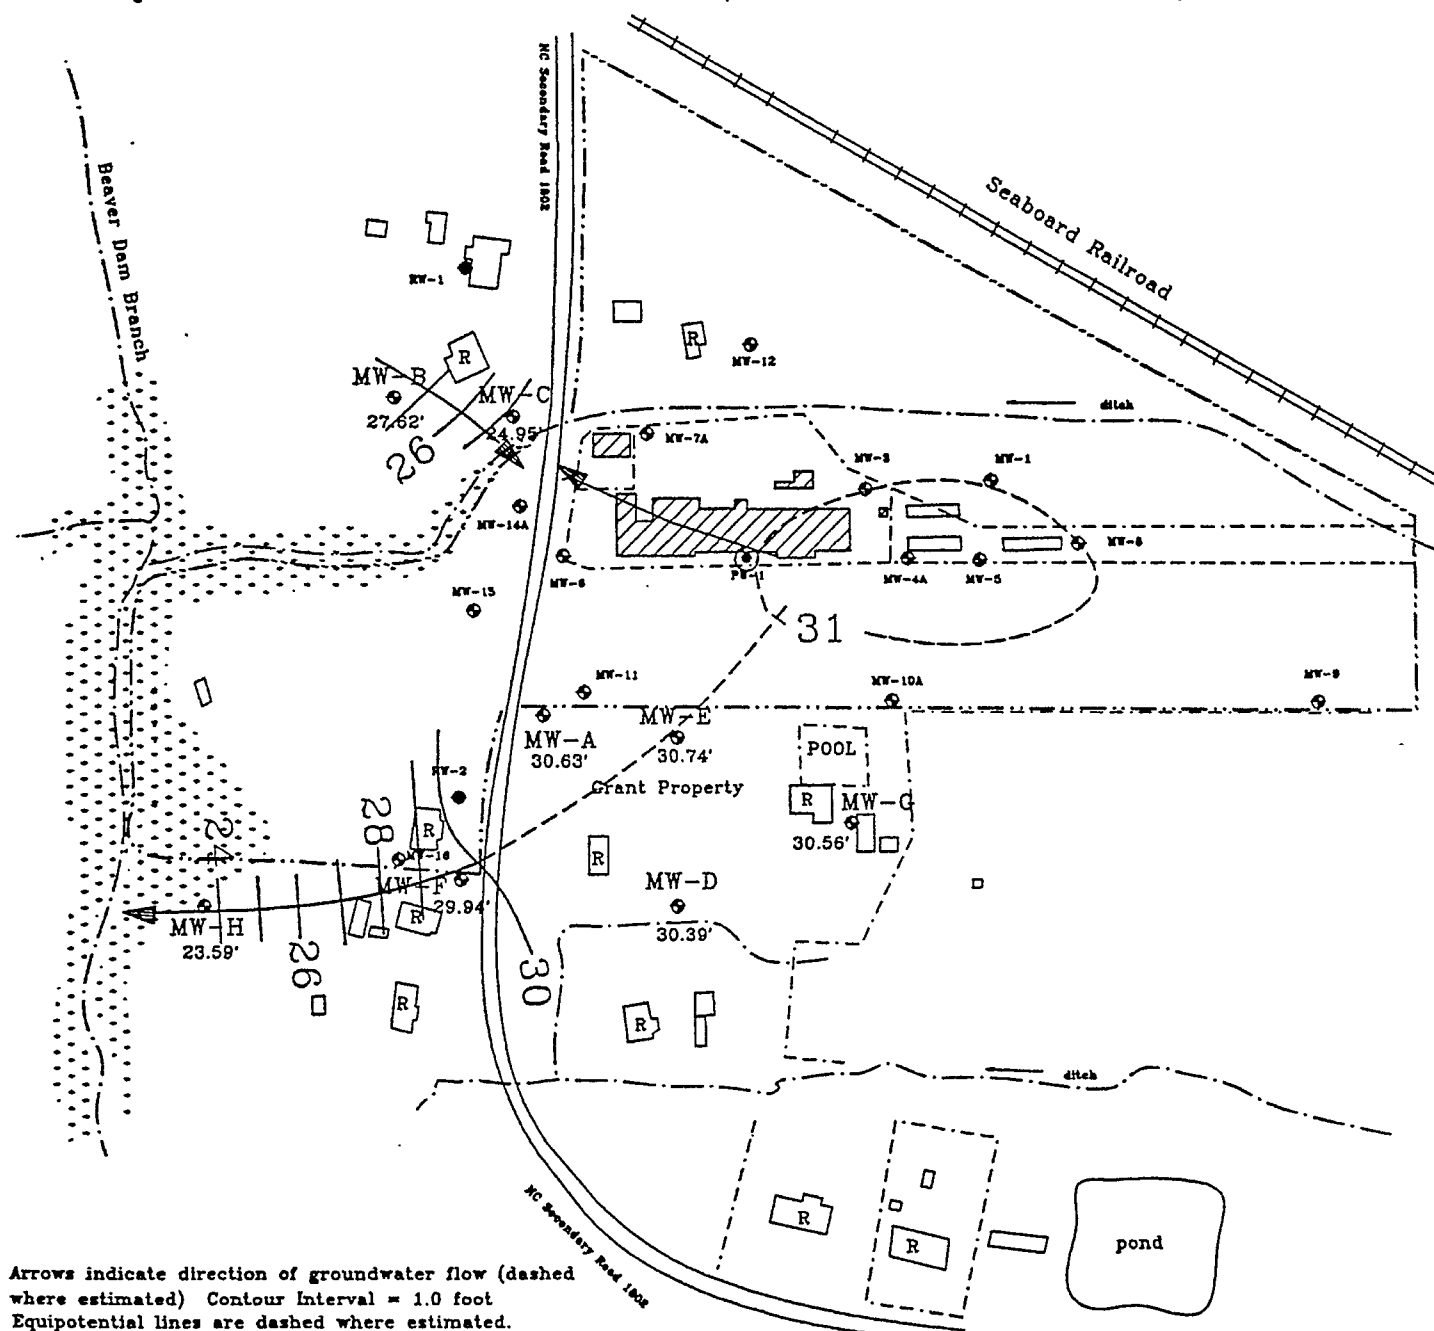 NC Secondary Road 1902
Seaboard Railroad
Beaver Dam Branch
RW-1
R
R
MW-12
MW-B
27.62'
MW-C
24.95'
26
ditch
MW-7A
MW-3
MW-1
MW-14A
MW-6
PW-1
MW-4A
MW-5
MW-8
MW-15
31
MW-11
MW-10A
MW-9
MW-A
30.63'
MW-E
30.74'
POOL
Grant Property
RW-2
R
MW-G
30.56'
28
R
24
MW-16
R
MW-F
29.94'
MW-D
30.39'
R
MW-H
23.59'
26
30
R
R
ditch
NC Secondary Road 1902
R
R
pond
Arrows indicate direction of groundwater flow (dashed
where estimated) Contour Interval = 1.0 foot
Equipotential lines are dashed where estimated.